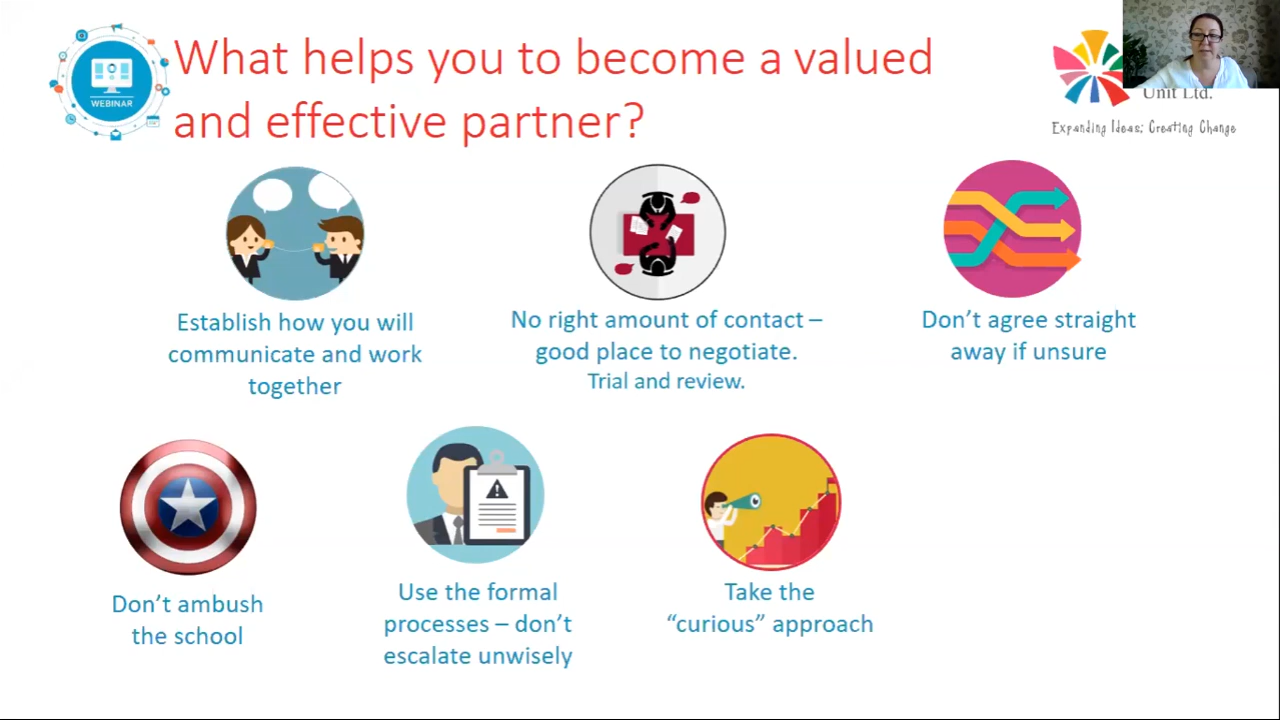 WEBINAR
What helps you to become a valued
and effective partner?
Unit Ltd.
Expanding Ideas; Creating Change
Establish how you will
communicate and work
together
No right amount of contact –
good place to negotiate.
Trial and review.
Don’t agree straight
away if unsure
Don’t ambush
the school
Use the formal
processes – don’t
escalate unwisely
Take the
“curious” approach